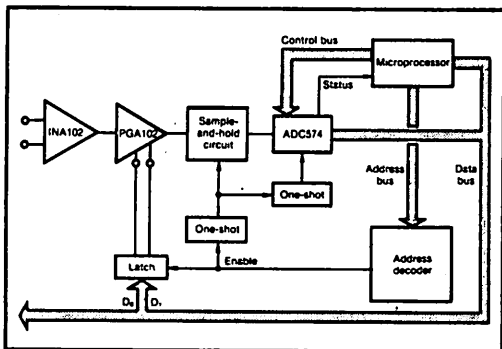 Control bus
Microprocessor
Status
INA102
PGA102
Sample-
and-hold
circuit
ADC574
Address
bus
Data
bus
One-shot
One-shot
Latch
Enable
Address
decoder
D₀ D₁